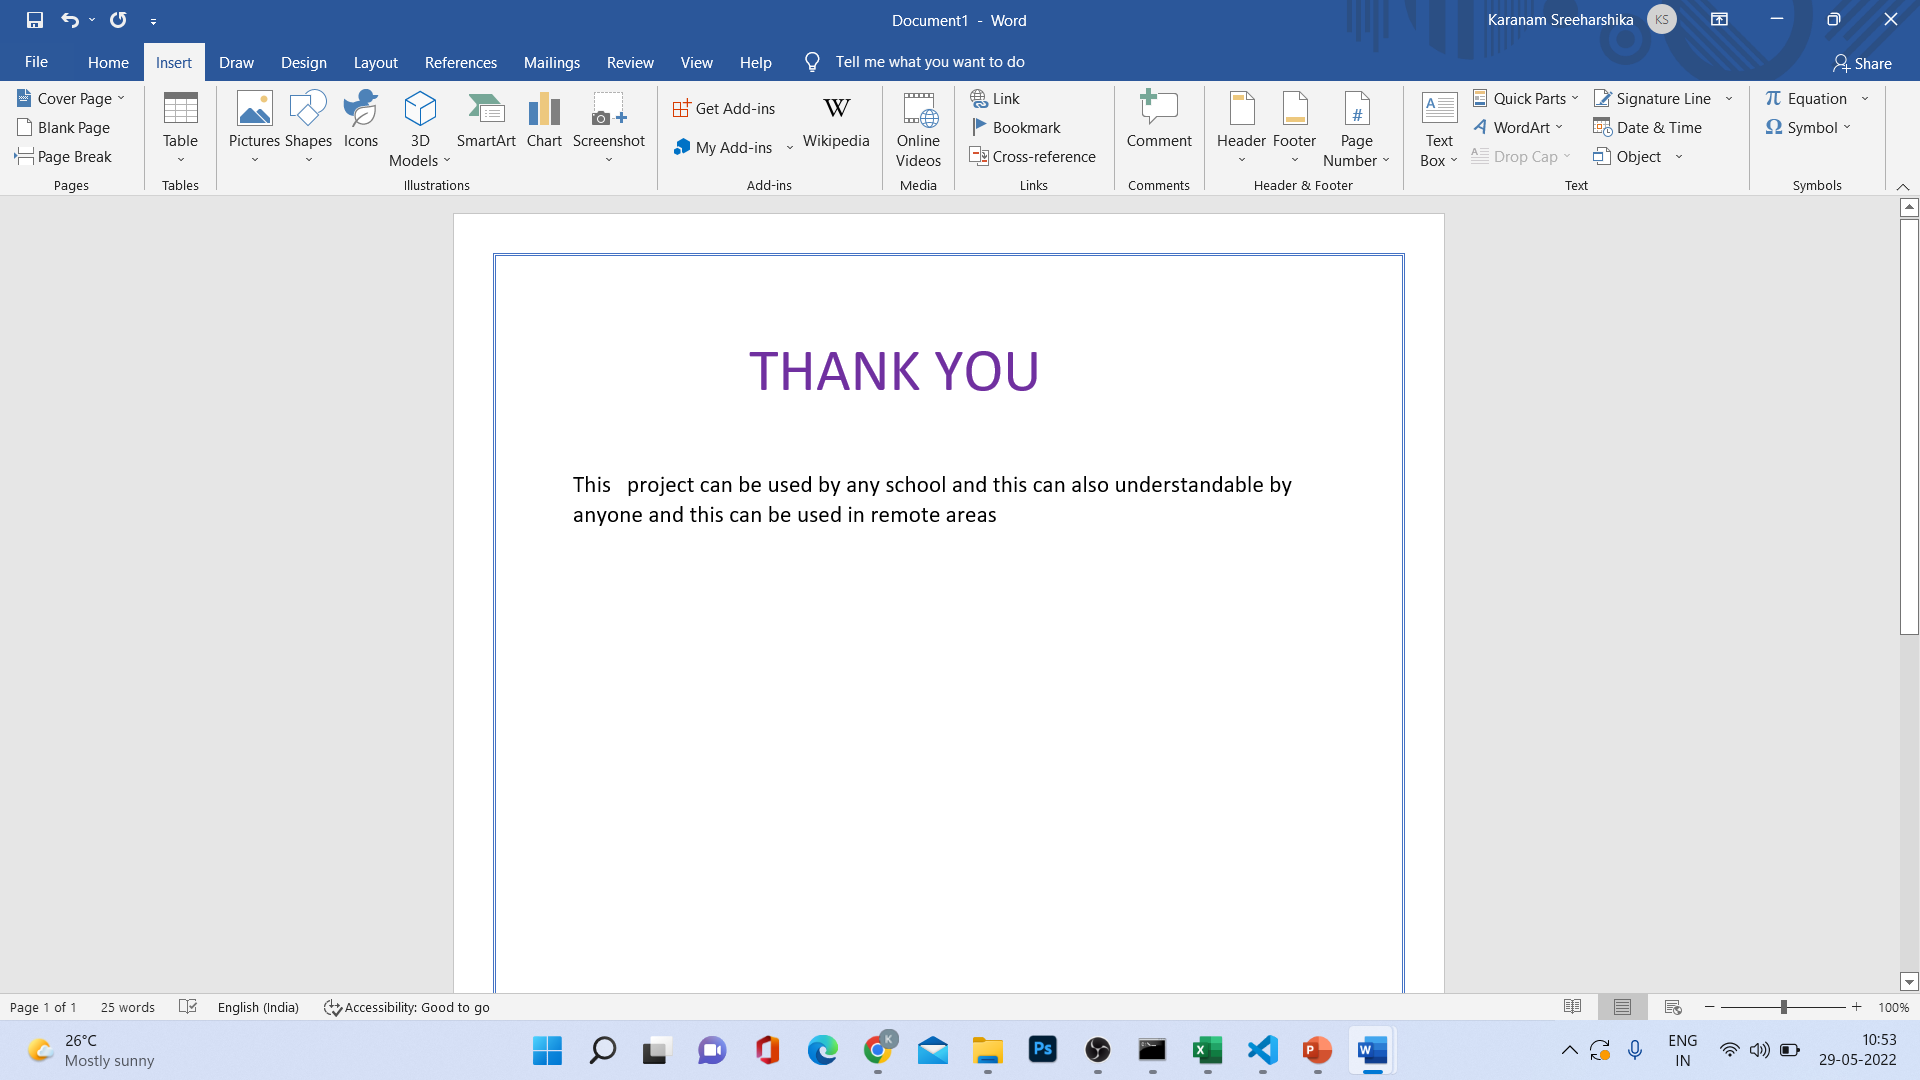 Document1 - Word
Karanam Sreeharshika KS
File Home Insert Draw Design Layout References Mailings Review View Help Tell me what you want to do Share
Cover Page
Blank Page
Page Break
Pages
Table
Tables
Pictures Shapes Icons 3D Models SmartArt Chart Screenshot
Illustrations
Get Add-ins
My Add-ins
W Wikipedia
Add-ins
Online Videos
Media
Link
Bookmark
Cross-reference
Links
Comment
Comments
Header Footer Page Number
Header & Footer
Text Box
Quick Parts
WordArt
Drop Cap
Signature Line
Date & Time
Object
Text
π Equation
Ω Symbol
Symbols
THANK YOU
This   project can be used by any school and this can also understandable by
anyone and this can be used in remote areas
Page 1 of 1 25 words English (India) Accessibility: Good to go 100%
26°C
Mostly sunny
K
Ps
ENG
IN
10:53
29-05-2022